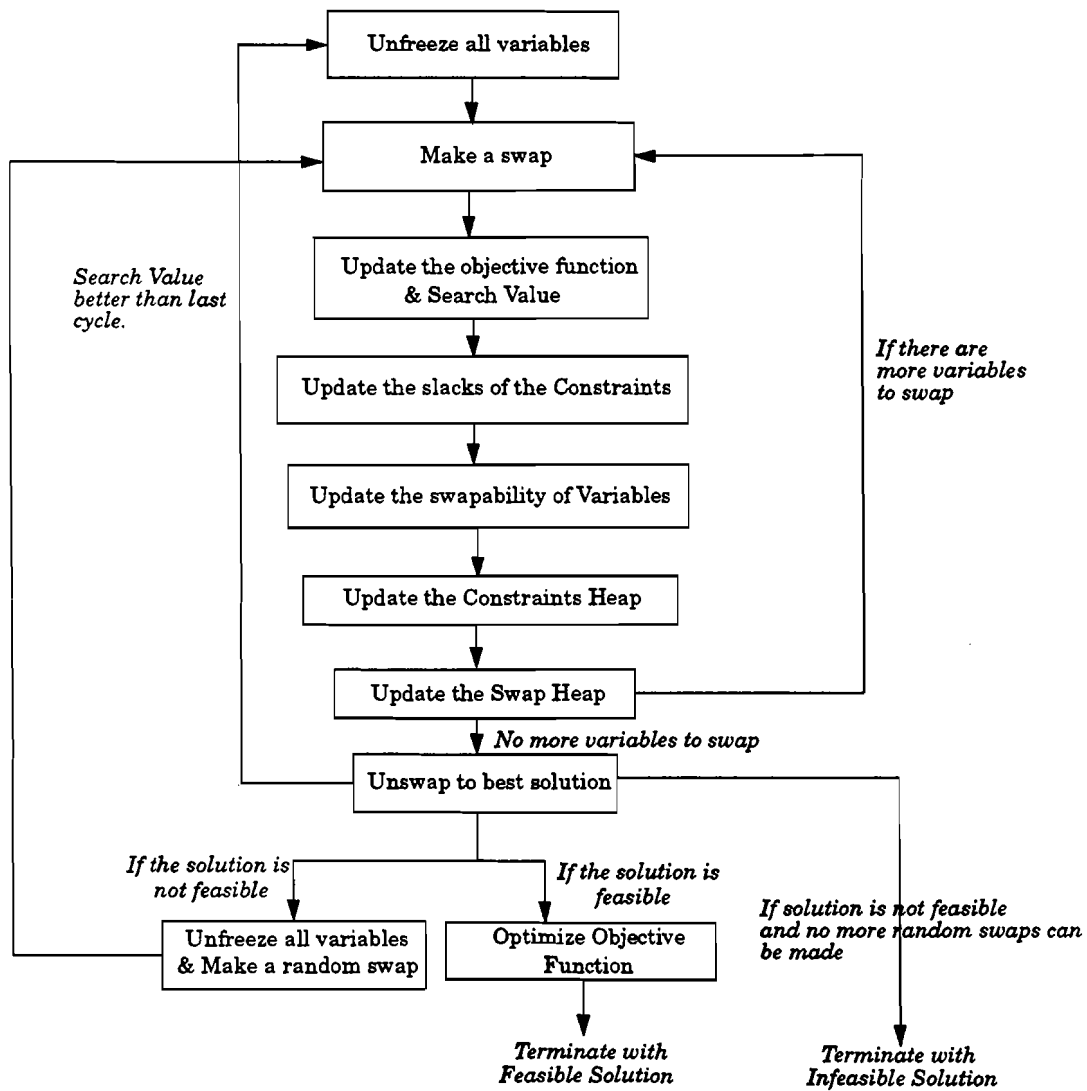 Unfreeze all variables
Make a swap
Update the objective function
& Search Value
Search Value
better than last
cycle.
If there are
more variables
to swap
Update the slacks of the Constraints
Update the swapability of Variables
Update the Constraints Heap
Update the Swap Heap
No more variables to swap
Unswap to best solution
If the solution is
not feasible
If the solution is
feasible
If solution is not feasible
and no more random swaps can
be made
Unfreeze all variables
& Make a random swap
Optimize Objective
Function
Terminate with
Feasible Solution
Terminate with
Infeasible Solution